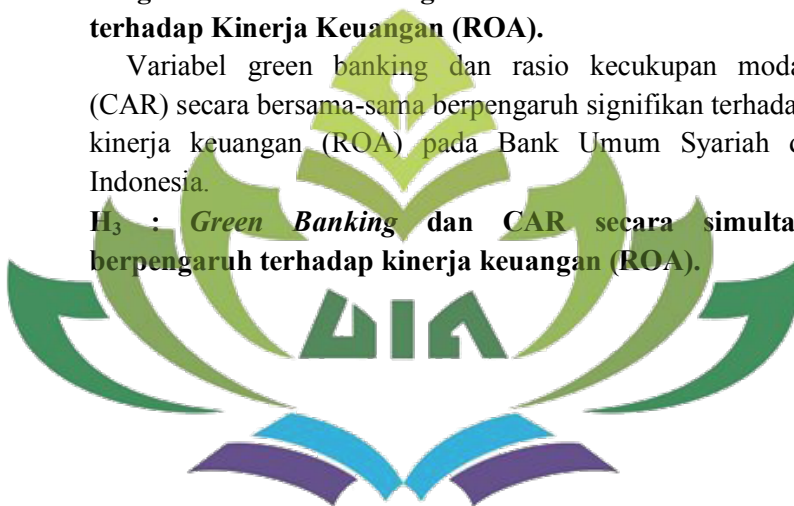 terhadap Kinerja Keuangan (ROA).
Variabel green banking dan rasio kecukupan moda
(CAR) secara bersama-sama berpengaruh signifikan terhada
kinerja keuangan (ROA) pada Bank Umum Syariah d
Indonesia.
H₃ : Green Banking dan CAR secara simulta
berpengaruh terhadap kinerja keuangan (ROA).
UIN